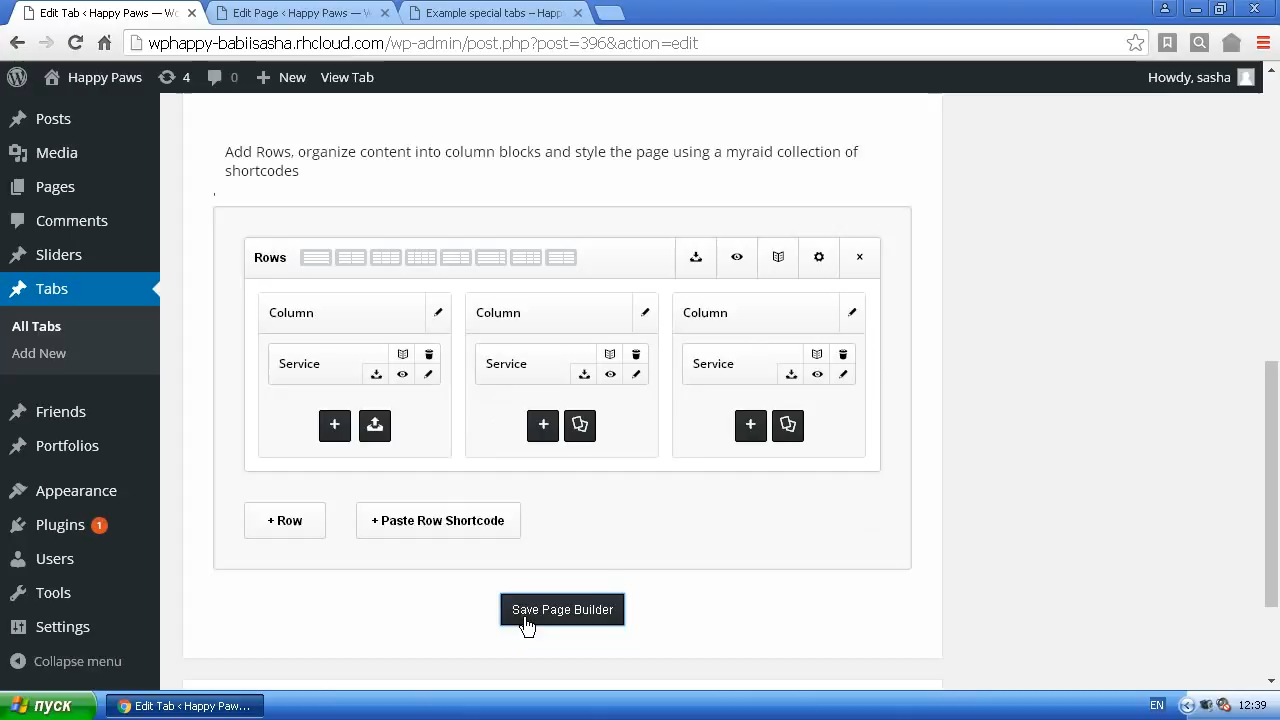 Edit Tab ‹ Happy Paws — Wo
Edit Page ‹ Happy Paws — W
Example special tabs – Happ
wphappy-babiisasha.rhcloud.com/wp-admin/post.php?post=396&action=edit
Happy Paws 4 0 New View Tab Howdy, sasha
Posts
Media
Pages
Comments
Sliders
Tabs
All Tabs
Add New
Friends
Portfolios
Appearance
Plugins 1
Users
Tools
Settings
Collapse menu
Add Rows, organize content into column blocks and style the page using a myraid collection of
shortcodes
Rows
Column Column Column
Service Service Service
+ Row + Paste Row Shortcode
Save Page Builder
пуск Edit Tab ‹ Happy Paw... EN 12:39